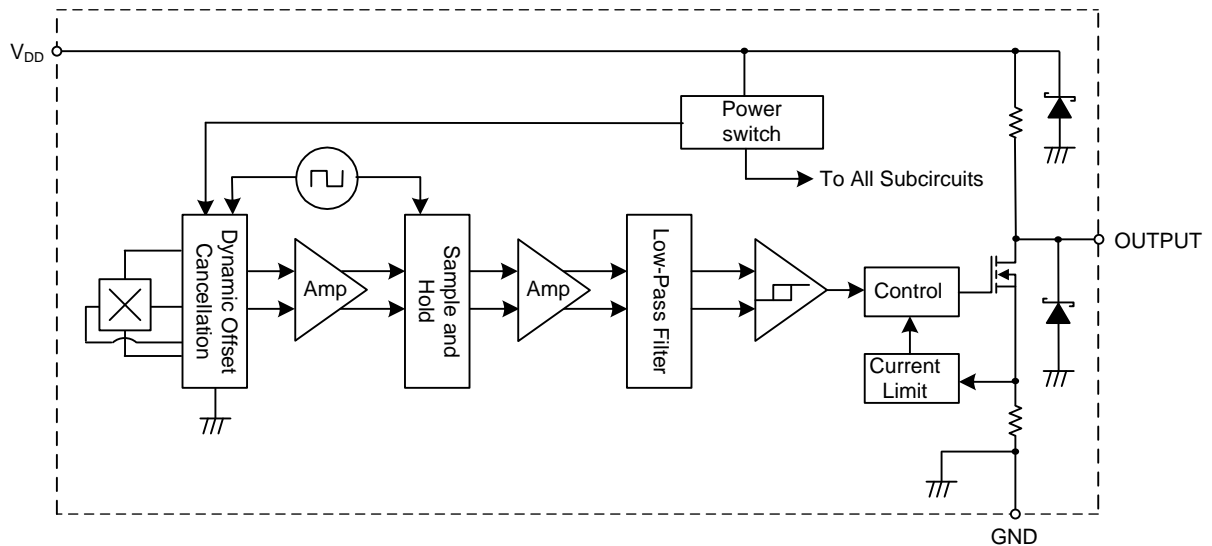 VDD
Power
switch
To All Subcircuits
OUTPUT
Dynamic Offset
Cancellation
Amp
Sample and
Hold
Amp
Low-Pass Filter
Control
Current
Limit
GND